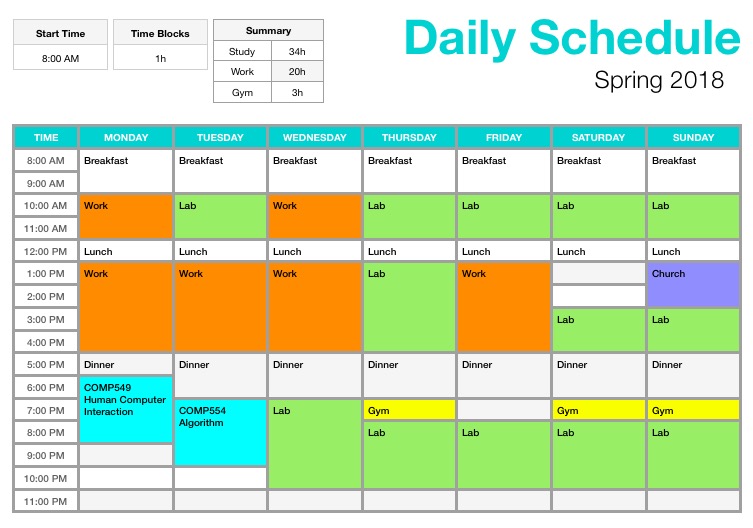 Daily Schedule
Spring 2018
Start Time
8:00 AM
Time Blocks
1h
Summary
Study 34h
Work 20h
Gym 3h
TIME MONDAY TUESDAY WEDNESDAY THURSDAY FRIDAY SATURDAY SUNDAY
8:00 AM Breakfast Breakfast Breakfast Breakfast Breakfast Breakfast Breakfast
9:00 AM
10:00 AM Work Lab Work Lab Lab Lab Lab
11:00 AM
12:00 PM Lunch Lunch Lunch Lunch Lunch Lunch Lunch
1:00 PM Work Work Work Lab Work Church
2:00 PM
3:00 PM Lab Lab
4:00 PM
5:00 PM Dinner Dinner Dinner Dinner Dinner Dinner Dinner
6:00 PM COMP549
Human Computer
Interaction
7:00 PM COMP554 Lab Gym Gym Gym
Algorithm
8:00 PM Lab Lab Lab Lab
9:00 PM
10:00 PM
11:00 PM